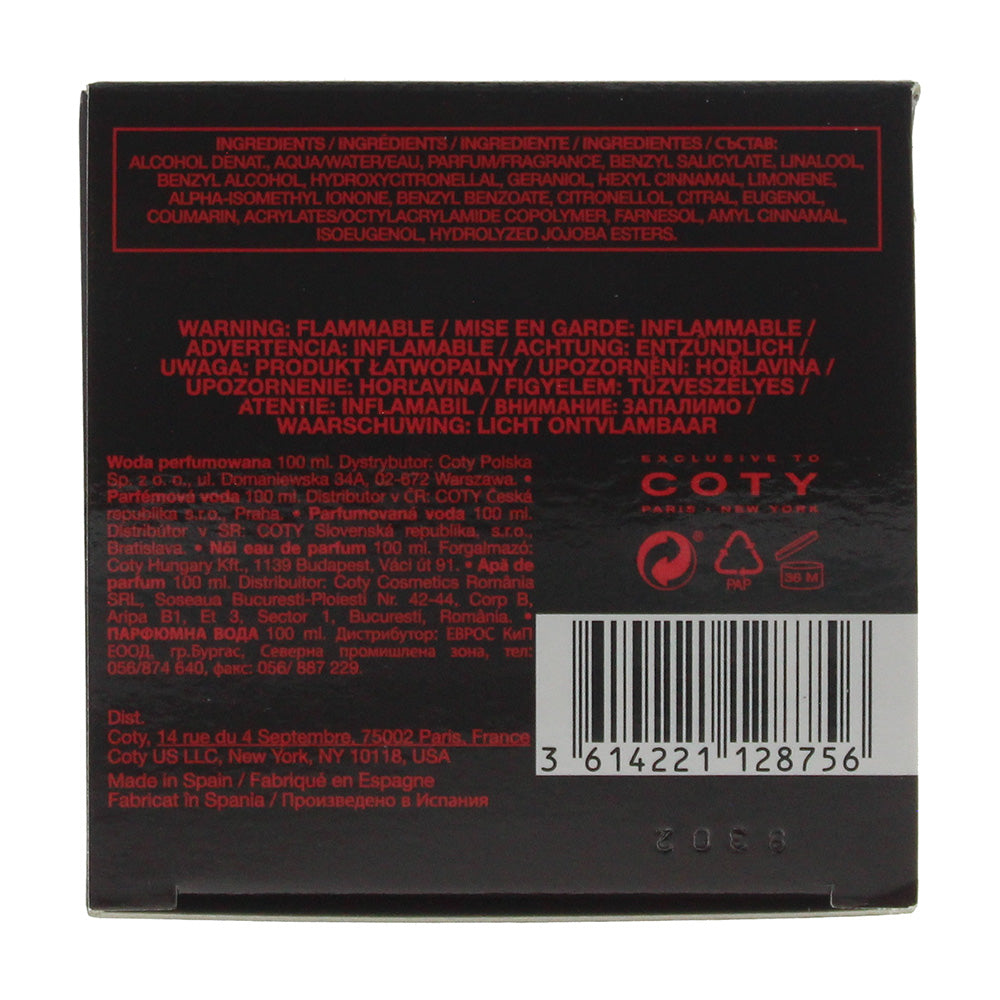 INGREDIENTS / INGRÉDIENTS / INGREDIENTE / INGREDIENTES / СЪСТАВ:
ALCOHOL DENAT., AQUA/WATER/EAU, PARFUM/FRAGRANCE, BENZYL SALICYLATE, LINALOOL,
BENZYL ALCOHOL, HYDROXYCITRONELLAL, GERANIOL, HEXYL CINNAMAL, LIMONENE,
ALPHA-ISOMETHYL IONONE, BENZYL BENZOATE, CITRONELLOL, CITRAL, EUGENOL,
COUMARIN, ACRYLATES/OCTYLACRYLAMIDE COPOLYMER, FARNESOL, AMYL CINNAMAL,
ISOEUGENOL, HYDROLYZED JOJOBA ESTERS.
WARNING: FLAMMABLE / MISE EN GARDE: INFLAMMABLE /
ADVERTENCIA: INFLAMABLE / ACHTUNG: ENTZÜNDLICH /
UWAGA: PRODUKT ŁATWOPALNY / UPOZORNĚNÍ: HOŘLAVINA /
UPOZORNENIE: HORĽAVINA / FIGYELEM: TŰZVESZÉLYES /
ATENTIE: INFLAMABIL / ВНИМАНИЕ: ЗАПАЛИМО /
WAARSCHUWING: LICHT ONTVLAMBAAR
Woda perfumowana 100 ml. Dystrybutor: Coty Polska
Sp. z o. o., ul. Domaniewska 34A, 02-672 Warszawa. •
Parfémová voda 100 ml. Distributor v ČR: COTY Česká
republika s.r.o., Praha. • Parfumovaná voda 100 ml.
Distribútor v SR: COTY Slovenská republika, s.r.o.,
Bratislava. • Női eau de parfum 100 ml. Forgalmazó:
Coty Hungary Kft., 1139 Budapest, Váci út 91. • Apă de
parfum 100 ml. Distribuitor: Coty Cosmetics România
SRL, Soseaua Bucuresti-Ploiesti Nr. 42-44, Corp B,
Aripa B1, Et 3, Sector 1, Bucuresti, România. •
ПАРФЮМНА ВОДА 100 ml. Дистрибутор: ЕВРОС КиП
ЕООД, гр.Бургас, Северна промишлена зона, тел:
056/874 640, факс: 056/ 887 229.
EXCLUSIVE TO
COTY
PARIS - NEW YORK
®
PAP
36 M
Dist.
Coty, 14 rue du 4 Septembre, 75002 Paris, France
Coty US LLC, New York, NY 10118, USA
Made in Spain / Fabriqué en Espagne
Fabricat în Spania / Произведено в Испания
3 614221 128756